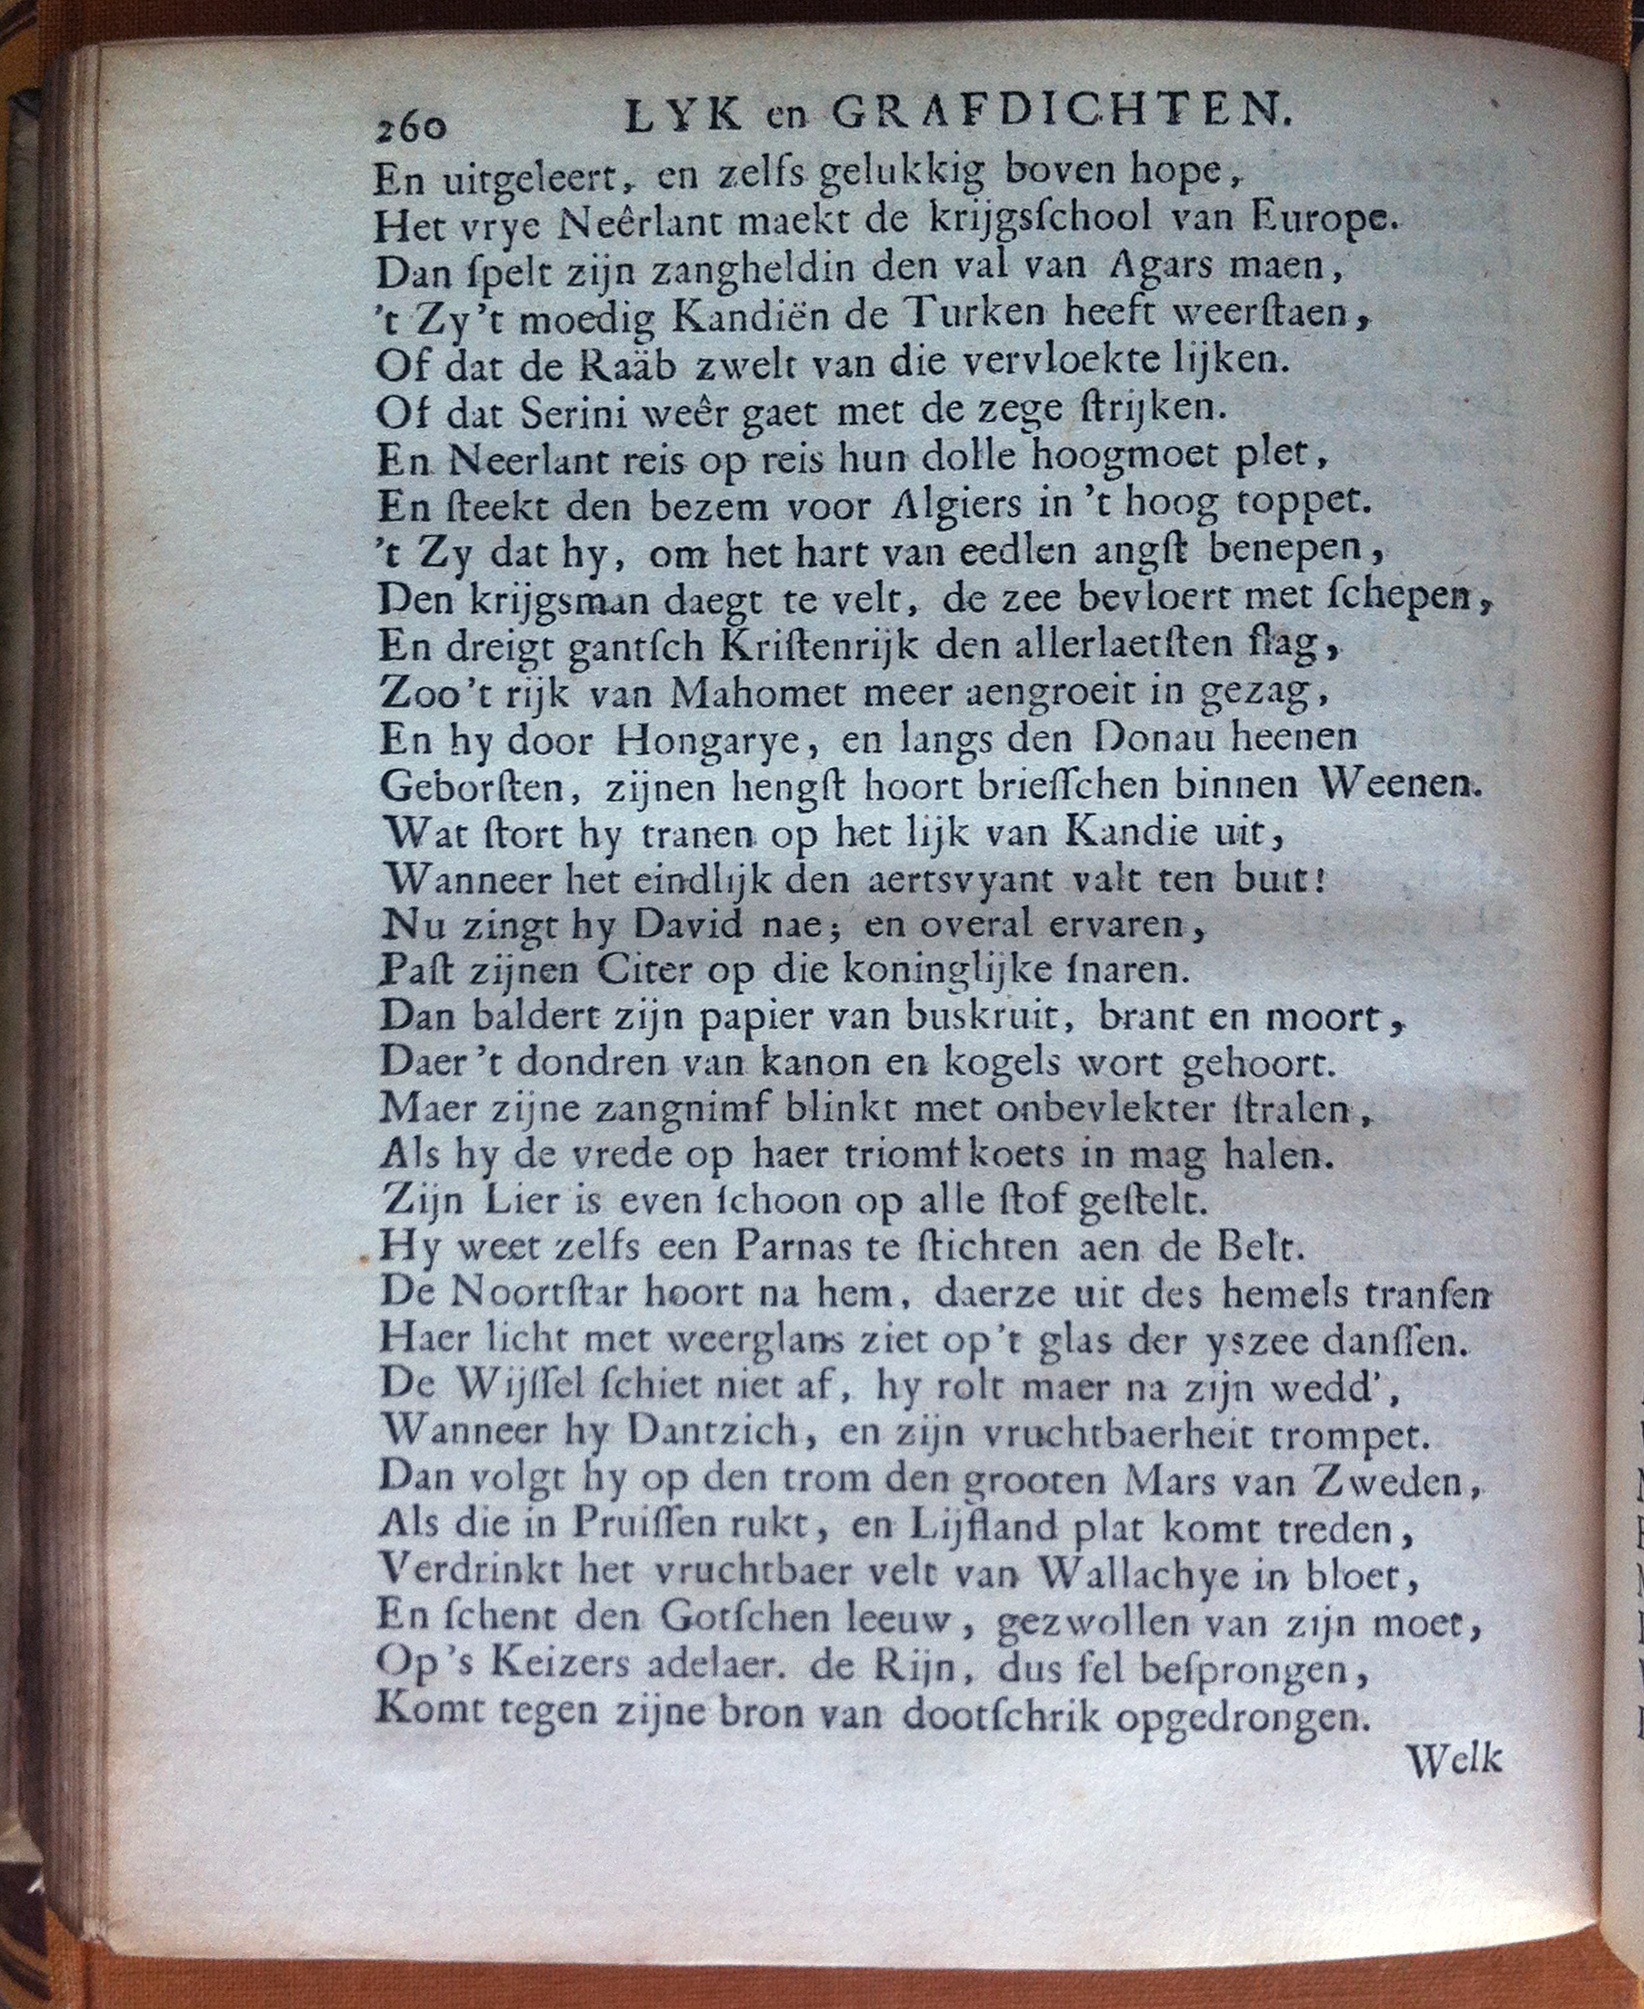 260 LYK en GRAFDICHTEN.
En uitgeleert, en zelfs gelukkig boven hope,
Het vrye Neêrlant maekt de krijgsſchool van Europe.
Dan ſpelt zijn zangheldin den val van Agars maen,
't Zy 't moedig Kandiën de Turken heeft weerſtaen,
Of dat de Raäb zwelt van die vervloekte lijken.
Of dat Serini weêr gaet met de zege ſtrijken.
En Neerlant reis op reis hun dolle hoogmoet plet,
En ſteekt den bezem voor Algiers in 't hoog toppet.
't Zy dat hy, om het hart van eedlen angſt benepen,
Den krijgsman daegt te velt, de zee bevloert met ſchepen,
En dreigt gantſch Kriſtenrijk den allerlaetſten ſlag,
Zoo 't rijk van Mahomet meer aengroeit in gezag,
En hy door Hongarye, en langs den Donau heenen
Geborſten, zijnen hengſt hoort brieſſchen binnen Weenen.
Wat ſtort hy tranen op het lijk van Kandie uit,
Wanneer het eindlijk den aertsvyant valt ten buit!
Nu zingt hy David nae; en overal ervaren,
Paſt zijnen Citer op die koninglijke ſnaren.
Dan baldert zijn papier van buskruit, brant en moort,
Daer 't dondren van kanon en kogels wort gehoort.
Maer zijne zangnimf blinkt met onbevlekter ſtralen,
Als hy de vrede op haer triomfkoets in mag halen.
Zijn Lier is even ſchoon op alle ſtof geſtelt.
Hy weet zelfs een Parnas te ſtichten aen de Belt.
De Noortſtar hoort na hem, daerze uit des hemels tranſen
Haer licht met weerglans ziet op 't glas der yszee danſſen.
De Wijſſel ſchiet niet af, hy rolt maer na zijn wedd',
Wanneer hy Dantzich, en zijn vruchtbaerheit trompet.
Dan volgt hy op den trom den grooten Mars van Zweden,
Als die in Pruiſſen rukt, en Lijfland plat komt treden,
Verdrinkt het vruchtbaer velt van Wallachye in bloet,
En ſchent den Gotſchen leeuw, gezwollen van zijn moet,
Op 's Keizers adelaer. de Rijn, dus fel beſprongen,
Komt tegen zijne bron van dootſchrik opgedrongen.
Welk